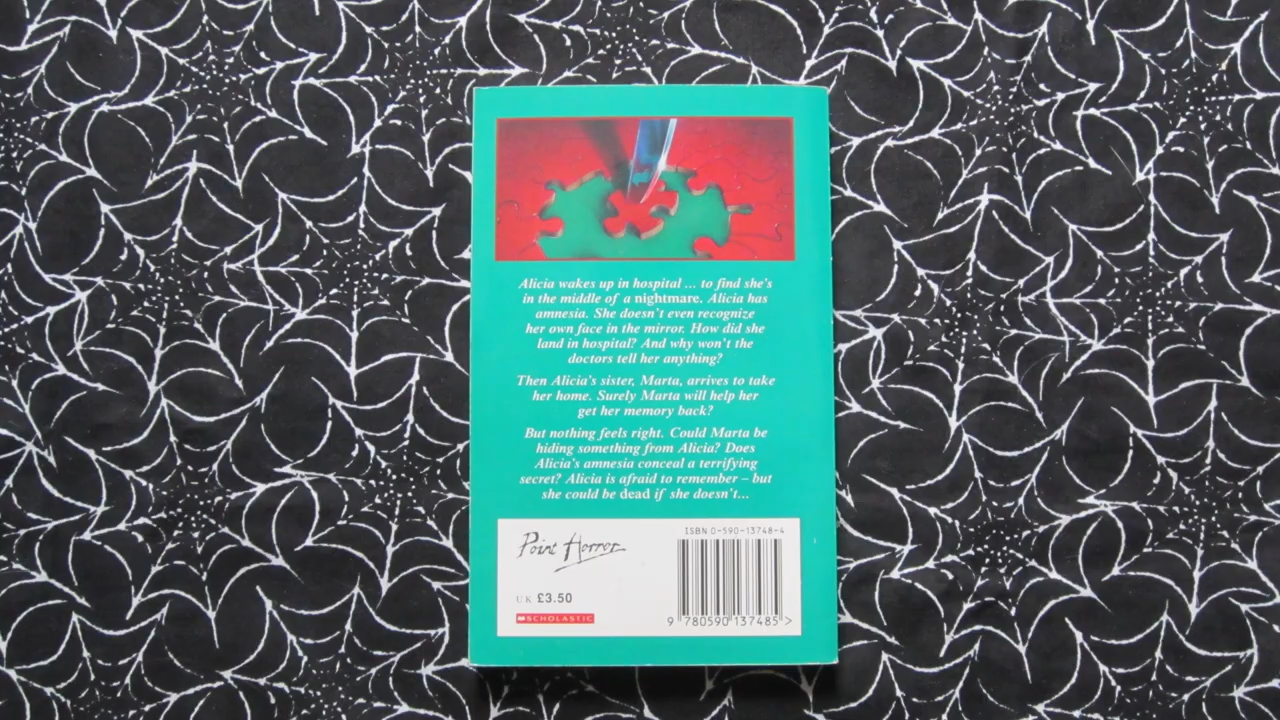 Alicia wakes up in hospital ... to find she's
in the middle of a nightmare. Alicia has
amnesia. She doesn't even recognize
her own face in the mirror. How did she
land in hospital? And why won't the
doctors tell her anything?
Then Alicia's sister, Marta, arrives to take
her home. Surely Marta will help her
get her memory back?
But nothing feels right. Could Marta be
hiding something from Alicia? Does
Alicia's amnesia conceal a terrifying
secret? Alicia is afraid to remember – but
she could be dead if she doesn't...
Point Horror
ISBN 0-590-13748-4
UK £3.50
SCHOLASTIC
9 780590 137485 >